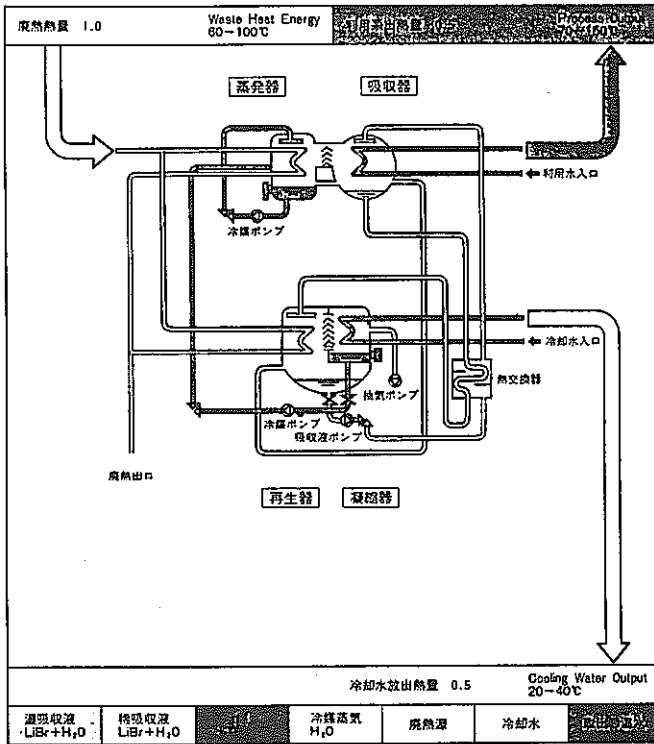 廃熱熱量 1.0
Waste Heat Energy
60~100℃
利用系出熱量 0.5
Process Output
蒸発器
吸収器
利用水入口
冷媒ポンプ
冷却水入口
熱交換器
抽気ポンプ
冷媒ポンプ
吸収液ポンプ
廃熱出口
再生器
凝縮器
冷却水放出熱量 0.5
Cooling Water Output
20~40℃
濃吸収液
LiBr+H₂O
稀吸収液
LiBr+H₂O
冷媒蒸気
H₂O
廃熱源
冷却水